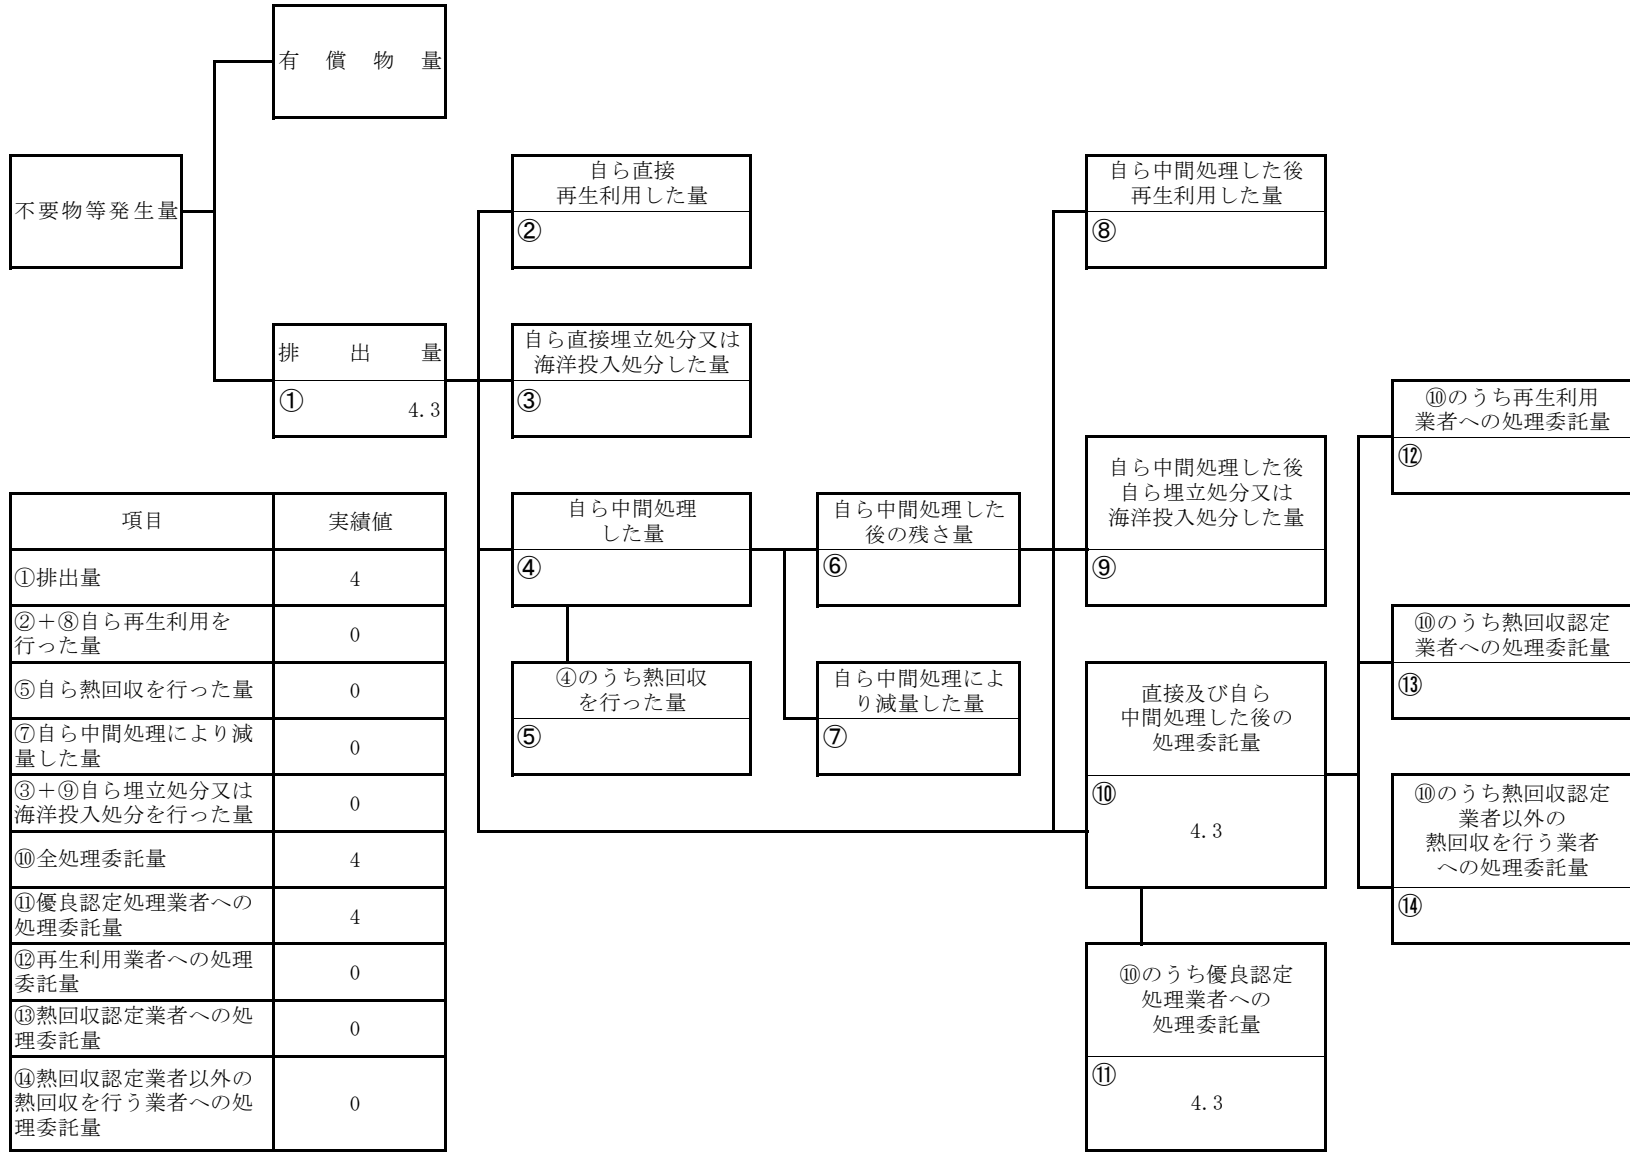 有償物量
不要物等発生量
排出量
①
4.3
自ら直接
再生利用した量
②
自ら直接埋立処分又は
海洋投入処分した量
③
自ら中間処理
した量
④
④のうち熱回収
を行った量
⑤
自ら中間処理した
後の残さ量
⑥
自ら中間処理によ
り減量した量
⑦
自ら中間処理した後
再生利用した量
⑧
自ら中間処理した後
自ら埋立処分又は
海洋投入処分した量
⑨
直接及び自ら
中間処理した後の
処理委託量
⑩
4.3
⑩のうち優良認定
処理業者への
処理委託量
⑪
4.3
⑩のうち再生利用
業者への処理委託量
⑫
⑩のうち熱回収認定
業者への処理委託量
⑬
⑩のうち熱回収認定
業者以外の
熱回収を行う業者
への処理委託量
⑭
項目 実績値
①排出量 4
②＋⑧自ら再生利用を
行った量 0
⑤自ら熱回収を行った量 0
⑦自ら中間処理により減
量した量 0
③＋⑨自ら埋立処分又は
海洋投入処分を行った量 0
⑩全処理委託量 4
⑪優良認定処理業者への
処理委託量 4
⑫再生利用業者への処理
委託量 0
⑬熱回収認定業者への処
理委託量 0
⑭熱回収認定業者以外の
熱回収を行う業者への処
理委託量 0